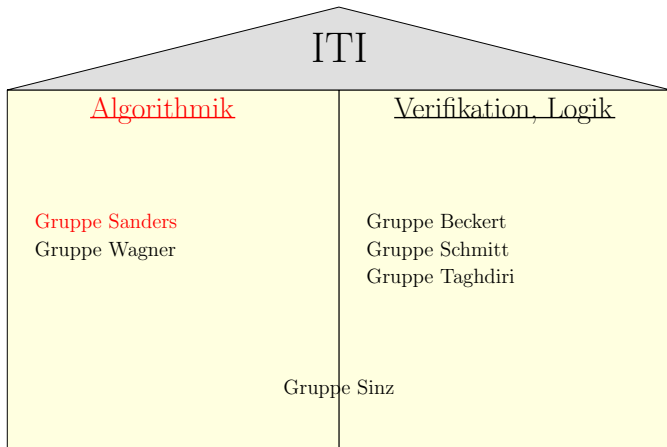 ITI
Algorithmik
Gruppe Sanders
Gruppe Wagner
Verifikation, Logik
Gruppe Beckert
Gruppe Schmitt
Gruppe Taghdiri
Gruppe Sinz